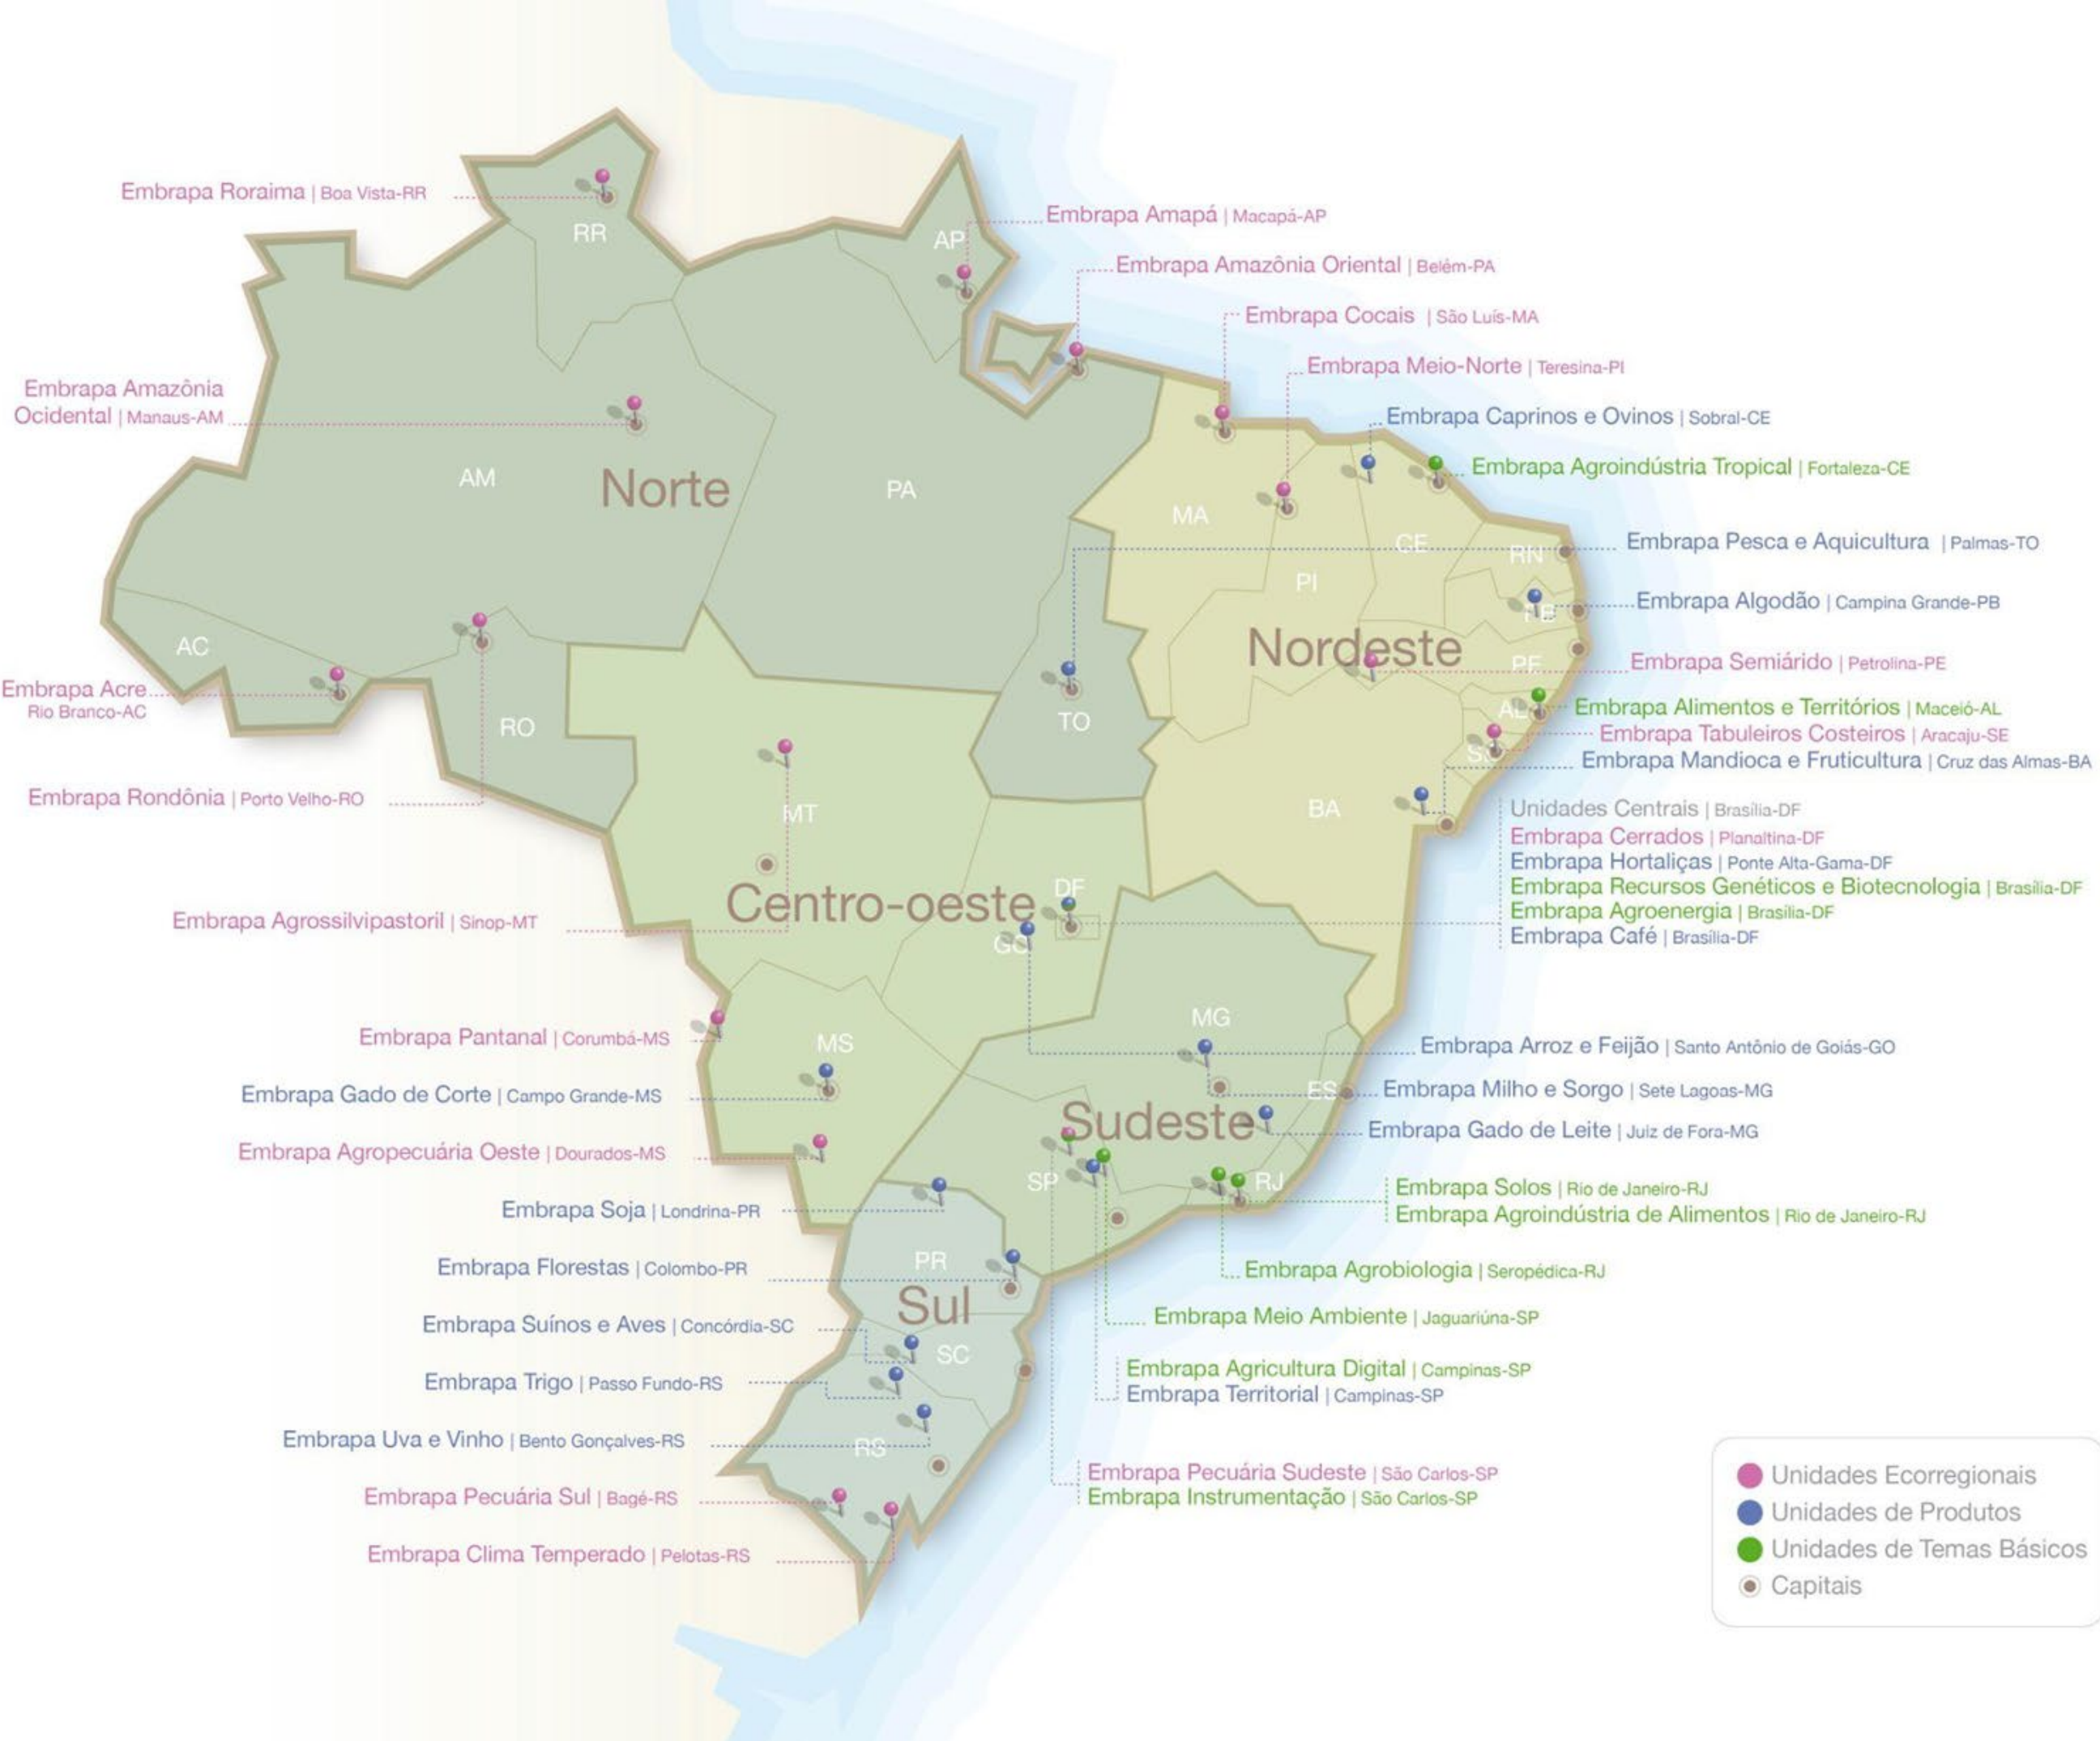 Embrapa Roraima | Boa Vista-RR
RR
AP
Embrapa Amapá | Macapá-AP
Embrapa Amazônia Oriental | Belém-PA
Embrapa Cocais | São Luís-MA
Embrapa Meio-Norte | Teresina-PI
Embrapa Amazônia
Ocidental | Manaus-AM
Embrapa Caprinos e Ovinos | Sobral-CE
Embrapa Agroindústria Tropical | Fortaleza-CE
AM
Norte
PA
MA
CE
RN
Embrapa Pesca e Aquicultura | Palmas-TO
PI
PB
Embrapa Algodão | Campina Grande-PB
AC
Nordeste
PE
Embrapa Semiárido | Petrolina-PE
Embrapa Acre
Rio Branco-AC
RO
TO
AL
Embrapa Alimentos e Territórios | Maceió-AL
Embrapa Tabuleiros Costeiros | Aracaju-SE
SE
Embrapa Mandioca e Fruticultura | Cruz das Almas-BA
Embrapa Rondônia | Porto Velho-RO
MT
BA
Unidades Centrais | Brasília-DF
Embrapa Cerrados | Planaltina-DF
Embrapa Hortaliças | Ponte Alta-Gama-DF
Embrapa Recursos Genéticos e Biotecnologia | Brasília-DF
Embrapa Agroenergia | Brasília-DF
Embrapa Café | Brasília-DF
DF
Centro-oeste
GO
Embrapa Agrossilvipastoril | Sinop-MT
MG
Embrapa Pantanal | Corumbá-MS
MS
Embrapa Arroz e Feijão | Santo Antônio de Goiás-GO
Embrapa Gado de Corte | Campo Grande-MS
ES
Embrapa Milho e Sorgo | Sete Lagoas-MG
Sudeste
Embrapa Gado de Leite | Juiz de Fora-MG
Embrapa Agropecuária Oeste | Dourados-MS
SP
RJ
Embrapa Solos | Rio de Janeiro-RJ
Embrapa Agroindústria de Alimentos | Rio de Janeiro-RJ
Embrapa Soja | Londrina-PR
PR
Embrapa Florestas | Colombo-PR
Embrapa Agrobiologia | Seropédica-RJ
Sul
Embrapa Meio Ambiente | Jaguariúna-SP
Embrapa Suínos e Aves | Concórdia-SC
SC
Embrapa Agricultura Digital | Campinas-SP
Embrapa Territorial | Campinas-SP
Embrapa Trigo | Passo Fundo-RS
Embrapa Uva e Vinho | Bento Gonçalves-RS
RS
Embrapa Pecuária Sudeste | São Carlos-SP
Embrapa Instrumentação | São Carlos-SP
Embrapa Pecuária Sul | Bagé-RS
Embrapa Clima Temperado | Pelotas-RS
Unidades Ecorregionais
Unidades de Produtos
Unidades de Temas Básicos
Capitais